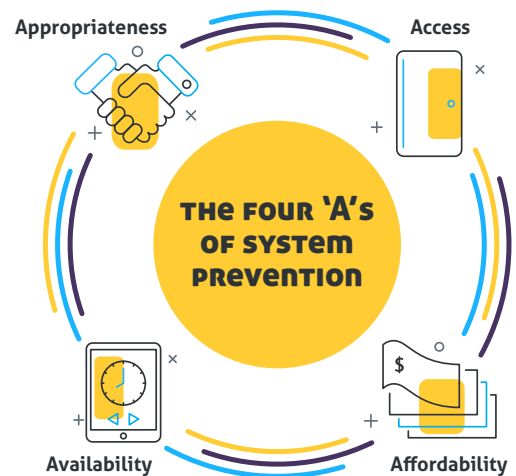 Appropriateness
Access
THE FOUR ‘A’S
OF SYSTEM
PREVENTION
$
Availability
Affordability